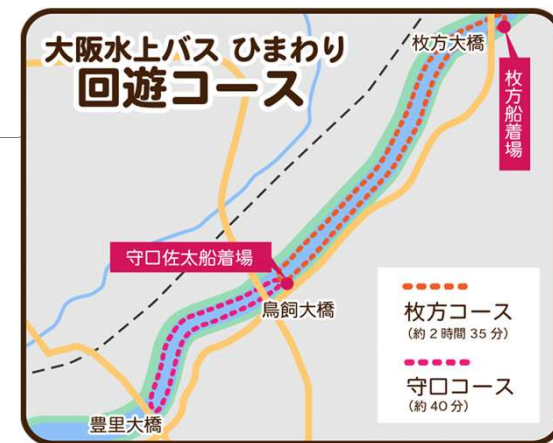 大阪水上バス ひまわり
回遊コース
枚方大橋
枚方船着場
守口佐太船着場
鳥飼大橋
豊里大橋
枚方コース
(約2時間35分)
守口コース
(約40分)